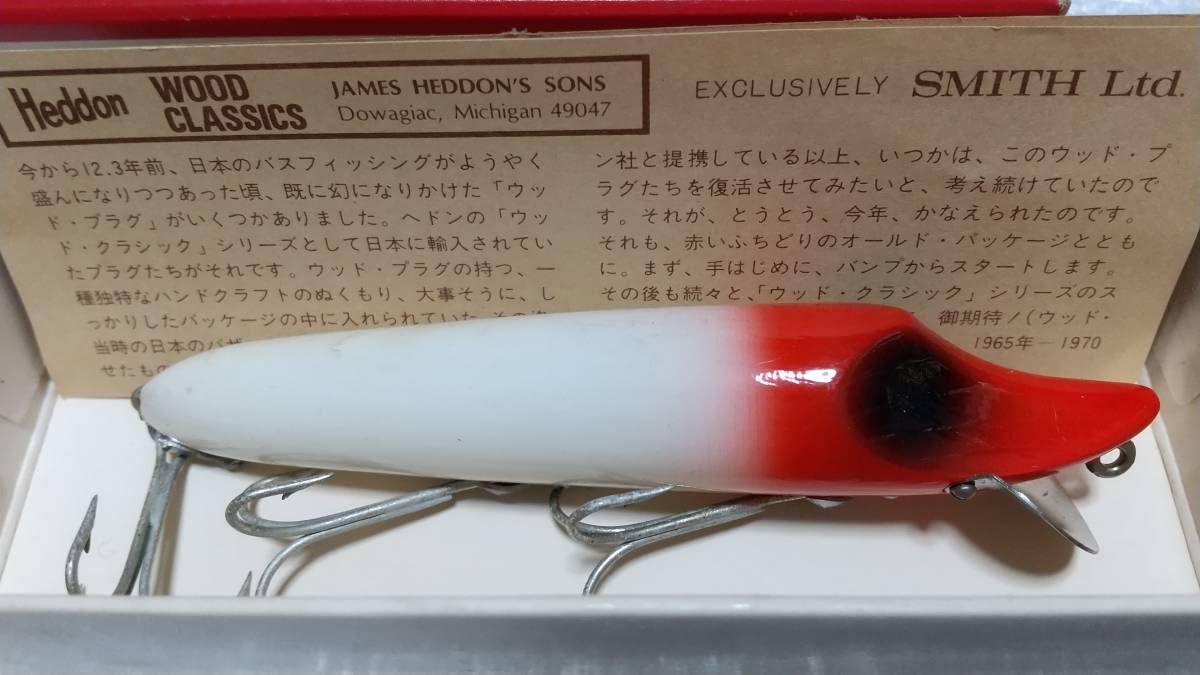 Heddon
WOOD
CLASSICS
JAMES HEDDON'S SONS
Dowagiac, Michigan 49047
EXCLUSIVELY SMITH Ltd.
今から12.3年前、日本のバスフィッシングがようやく
盛んになりつつあった頃、既に幻になりかけた「ウッ
ド・プラグ」がいくつかありました。ヘドンの「ウッ
ド・クラシック」シリーズとして日本に輸入されてい
たプラグたちがそれです。ウッド・プラグの持つ、一
種独特なハンドクラフトのぬくもり、大事そうに、し
っかりしたパッケージの中に入れられていた
当時の日本のバ
せたもの
ン社と提携している以上、いつかは、このウッド・プ
ラグたちを復活させてみたいと、考え続けていたので
す。それが、とうとう、今年、かなえられたのです。
それも、赤いふちどりのオールド・パッケージととも
に。まず、手はじめに、バンプからスタートします。
その後も続々と、「ウッド・クラシック」シリーズのス
御期待!(ウッド・
1965年—1970